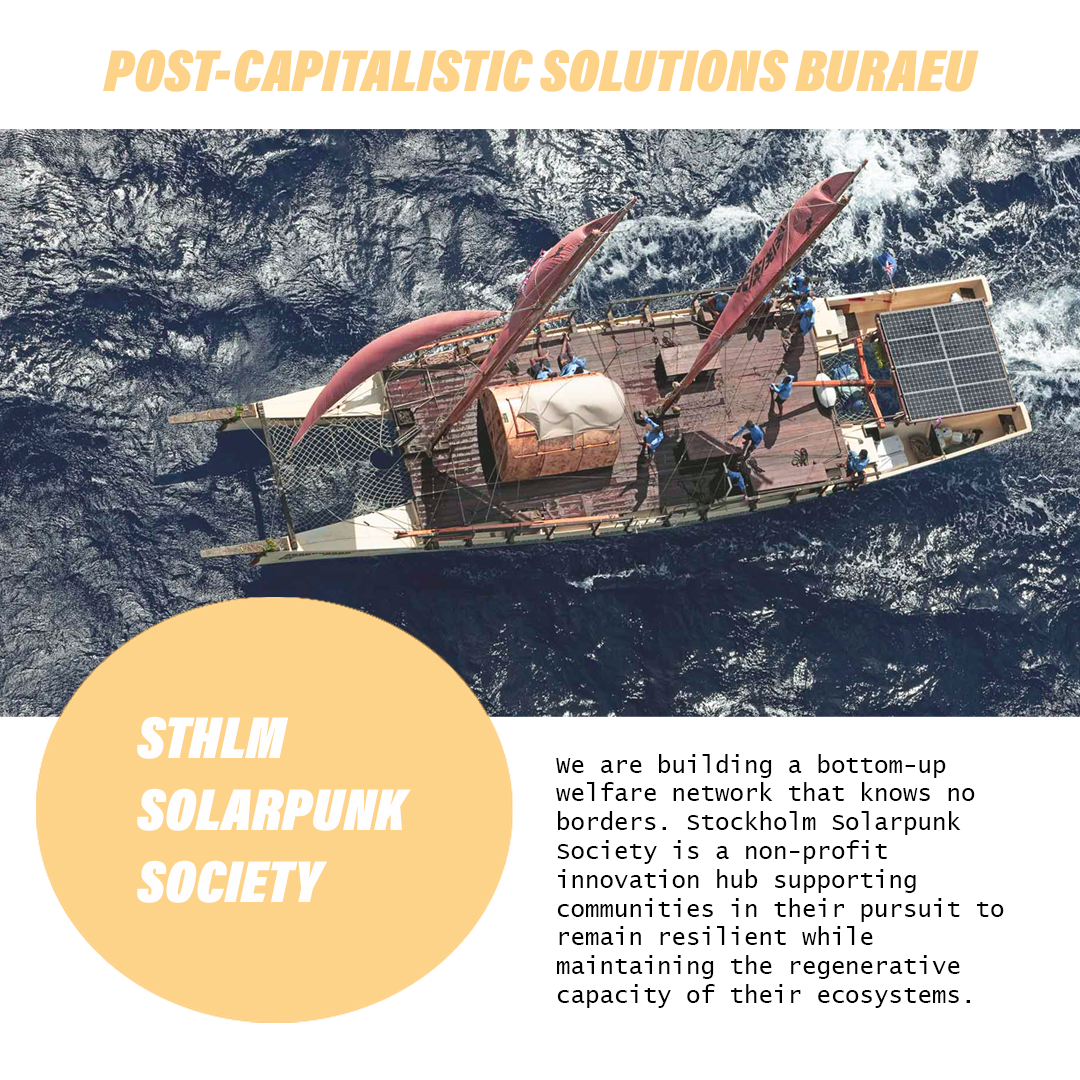 POST-CAPITALISTIC SOLUTIONS BURAEU
STHLM
SOLARPUNK
SOCIETY
We are building a bottom-up
welfare network that knows no
borders. Stockholm Solarpunk
Society is a non-profit
innovation hub supporting
communities in their pursuit to
remain resilient while
maintaining the regenerative
capacity of their ecosystems.